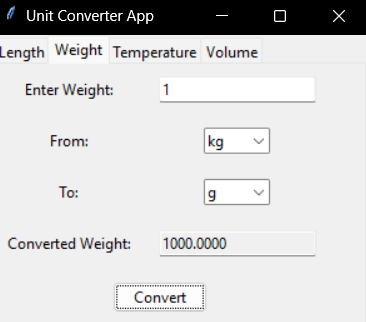 Unit Converter App
Length Weight Temperature Volume
Enter Weight: 1
From: kg
To: g
Converted Weight: 1000.0000
Convert